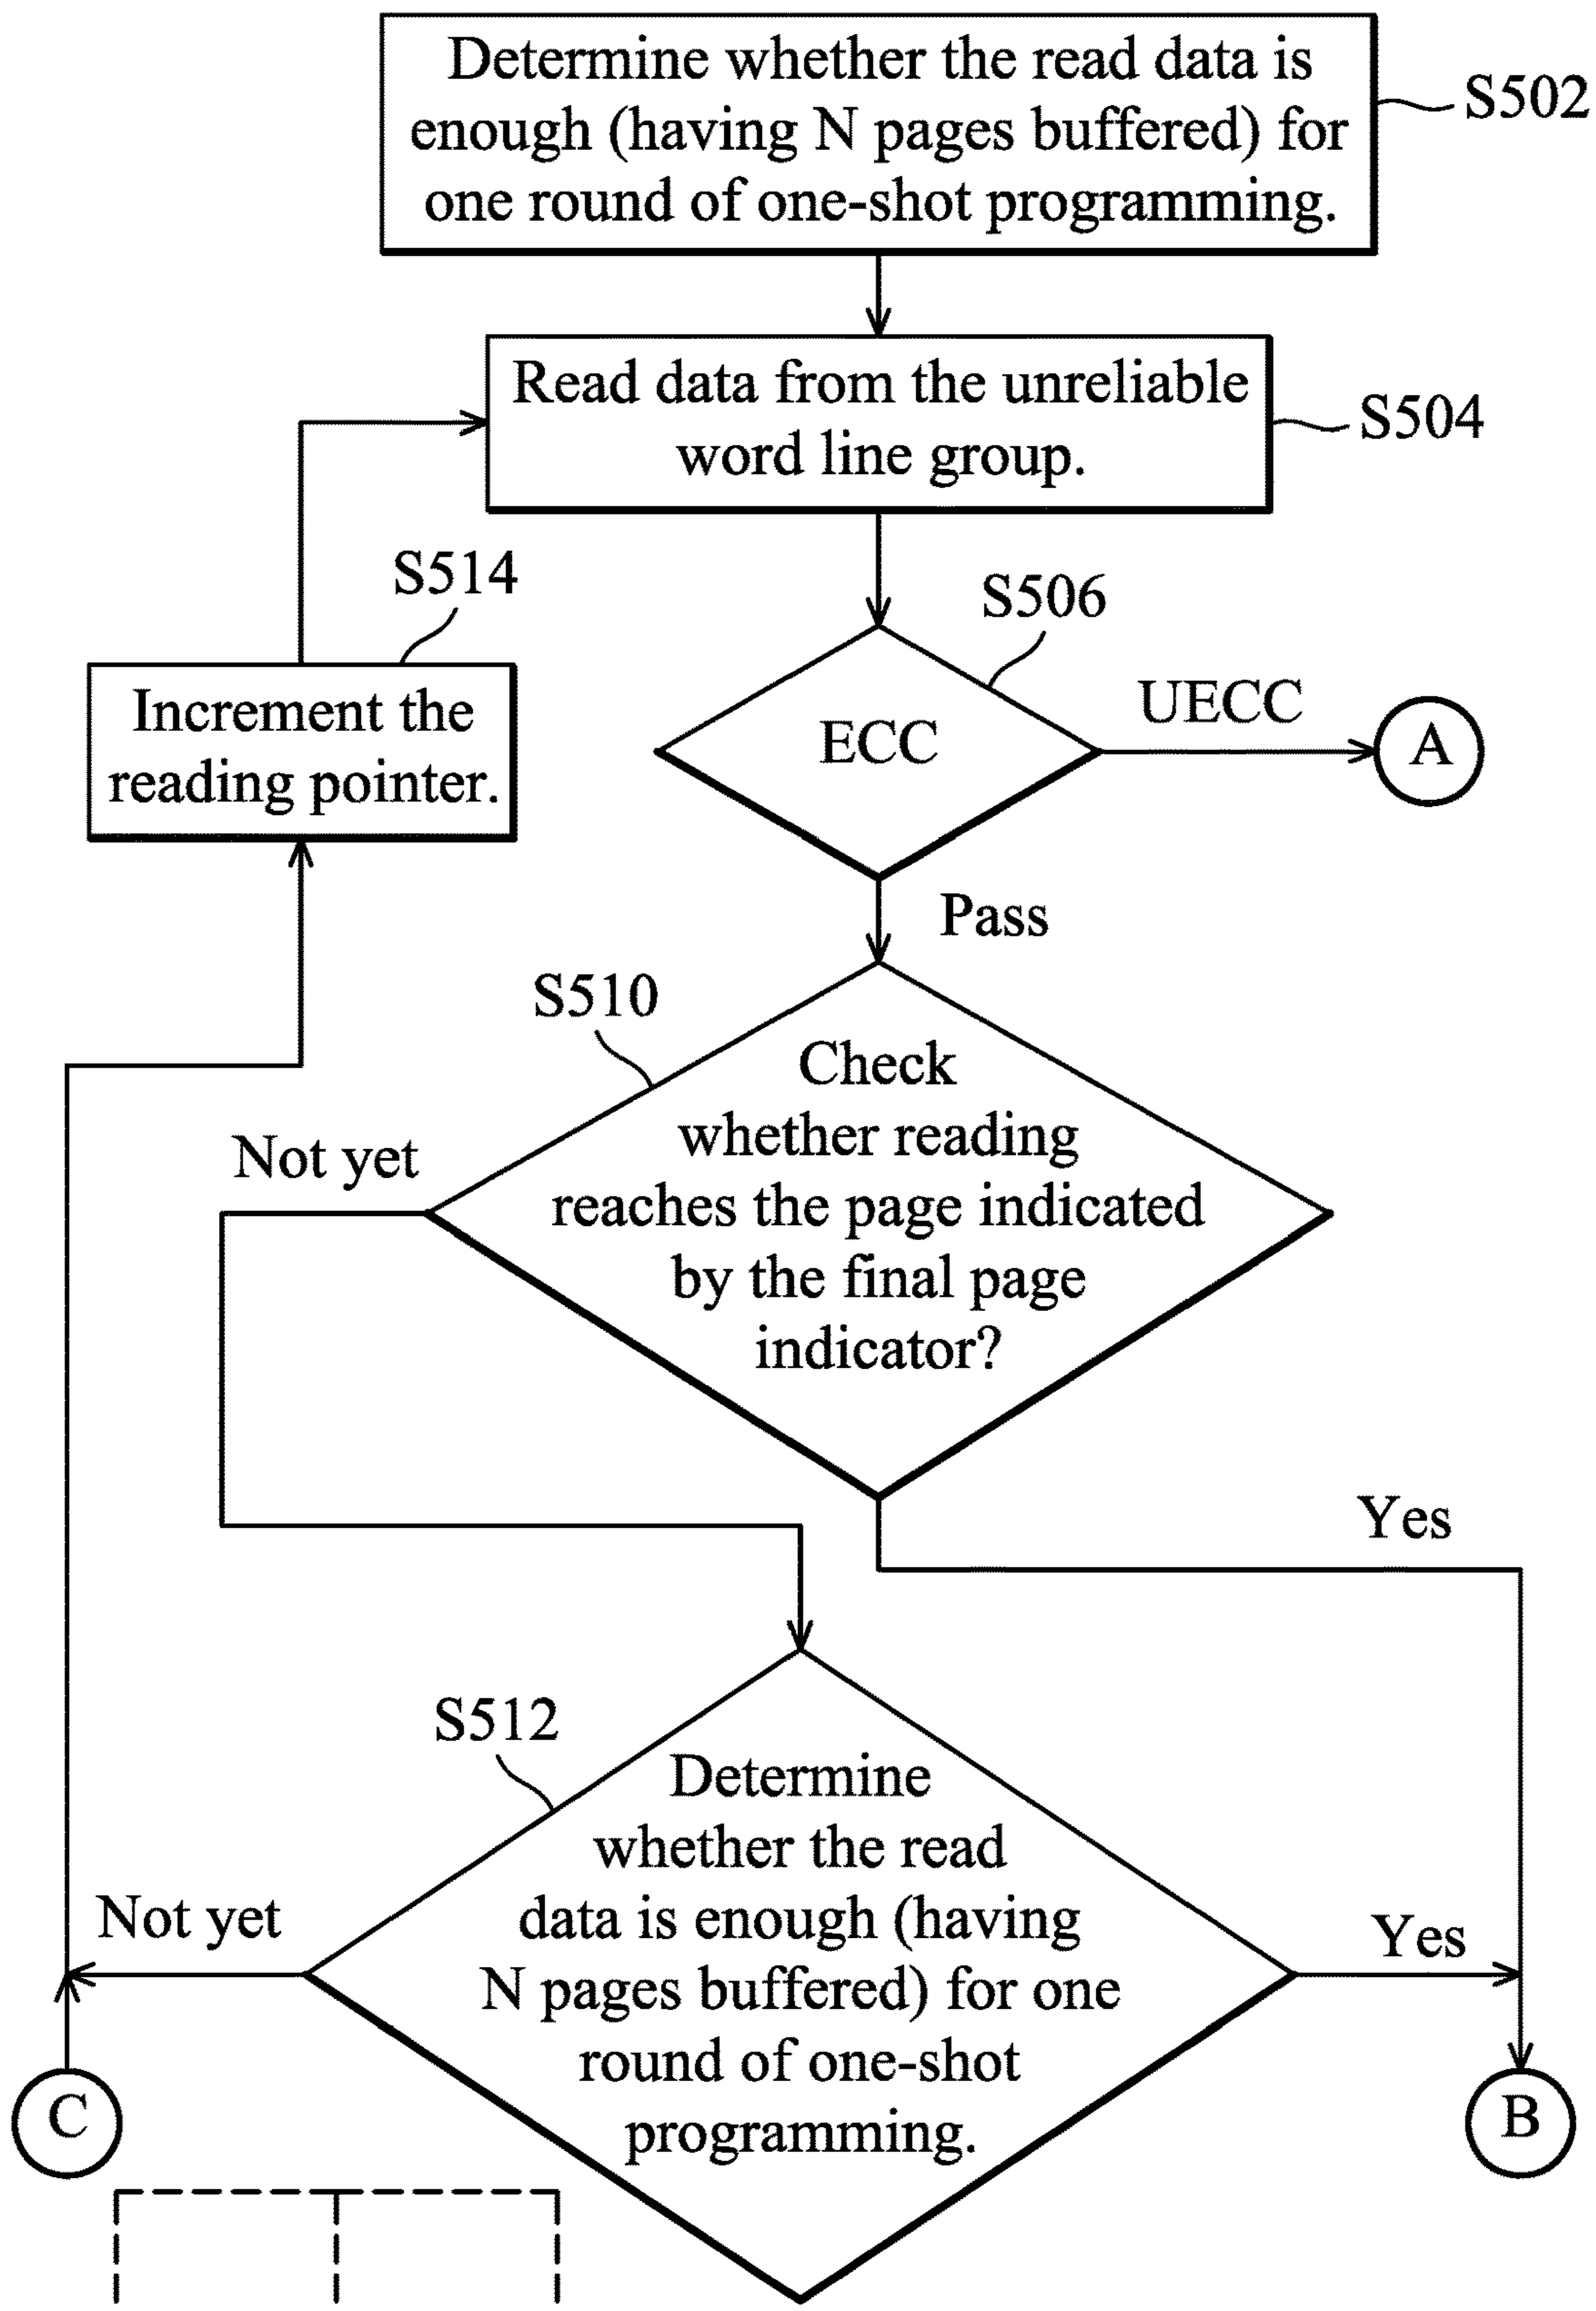 Determine whether the read data is
enough (having N pages buffered) for
one round of one-shot programming.
S502
Read data from the unreliable
word line group.
S504
S514
Increment the
reading pointer.
S506
ECC
UECC
A
Pass
S510
Check
whether reading
reaches the page indicated
by the final page
indicator?
Not yet
Yes
S512
Determine
whether the read
data is enough (having
N pages buffered) for one
round of one-shot
programming.
Not yet
Yes
C
B